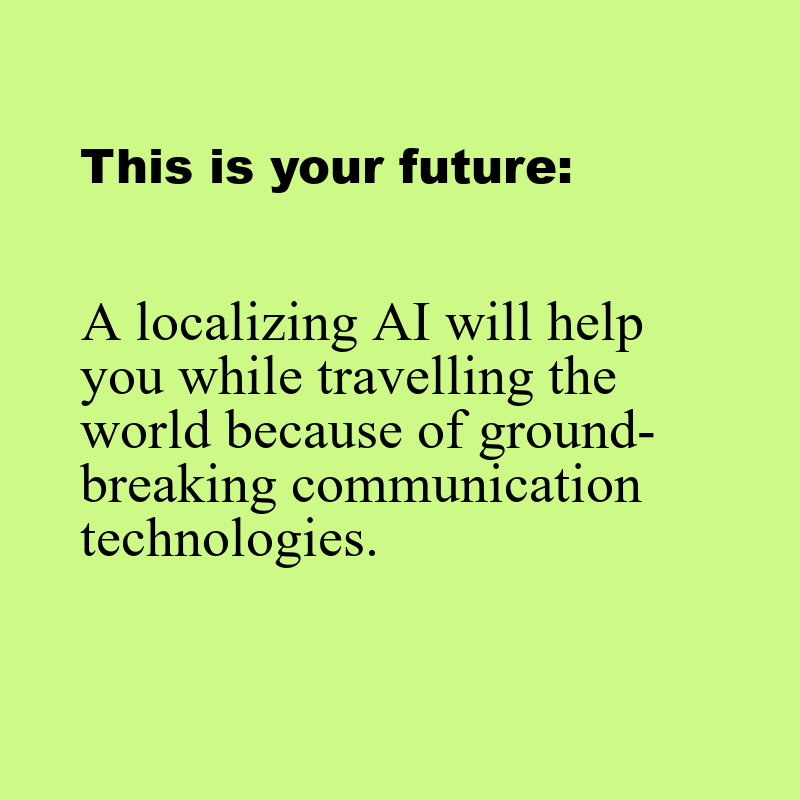 This is your future:
A localizing AI will help
you while travelling the
world because of ground-
breaking communication
technologies.